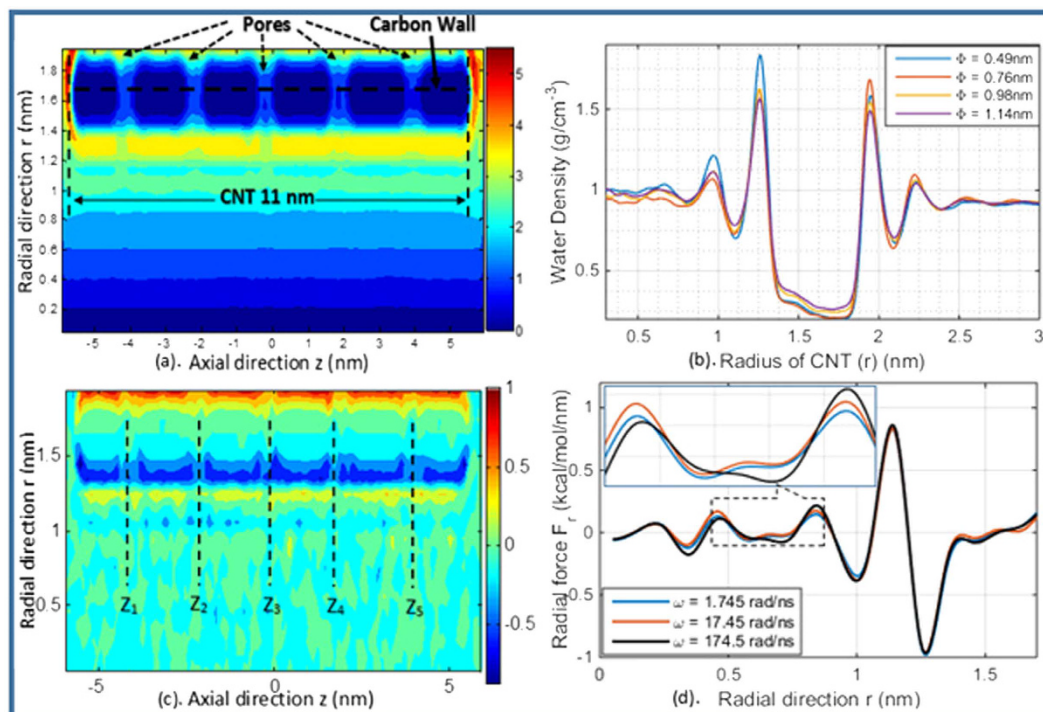 Pores
Carbon Wall
Radial direction r (nm)
1.8
1.6
1.4
1.2
1
0.8
0.6
0.4
0.2
CNT 11 nm
-5 -4 -3 -2 -1 0 1 2 3 4 5
5
4
3
2
1
0
(a). Axial direction z (nm)
Water Density (g/cm⁻³)
1.5
1
0.5
Φ = 0.49nm
Φ = 0.76nm
Φ = 0.98nm
Φ = 1.14nm
0.5 1 1.5 2 2.5 3
(b). Radius of CNT (r) (nm)
Radial direction r (nm)
1.5
1
0.5
Z₁ Z₂ Z₃ Z₄ Z₅
-5 0 5
1
0.5
0
-0.5
(c). Axial direction z (nm)
Radial force Fᵣ (kcal/mol/nm)
1
0.5
0
-0.5
-1
ω = 1.745 rad/ns
ω = 17.45 rad/ns
ω = 174.5 rad/ns
0 0.5 1 1.5
(d). Radial direction r (nm)